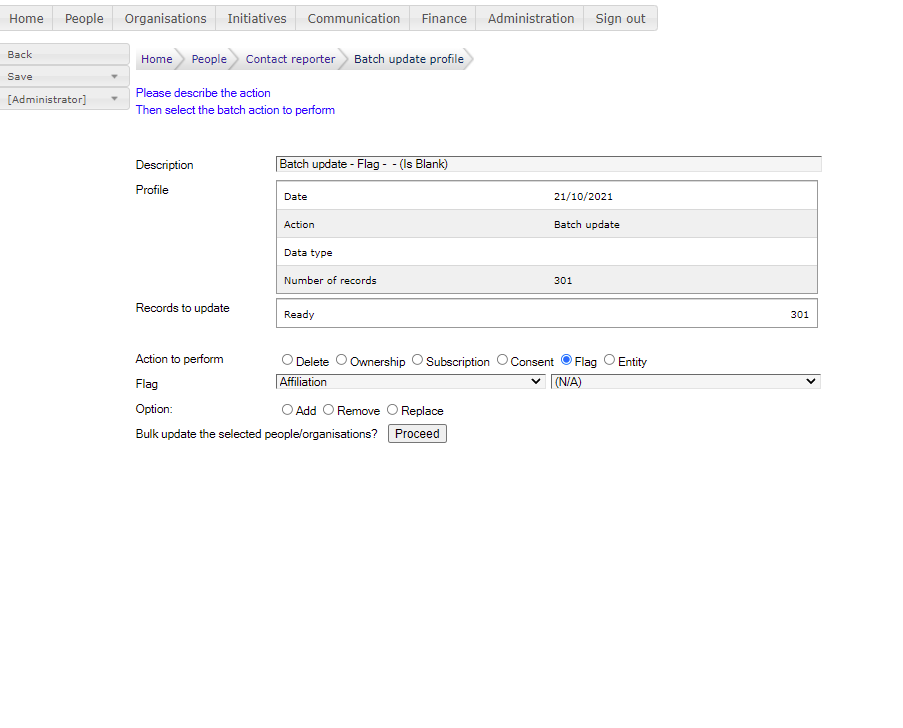 Home People Organisations Initiatives Communication Finance Administration Sign out
Back
Save
[Administrator]
Home People Contact reporter Batch update profile
Please describe the action
Then select the batch action to perform
Description Batch update - Flag -  - (Is Blank)
Profile
Date 21/10/2021
Action Batch update
Data type
Number of records 301
Records to update
Ready 301
Action to perform Delete Ownership Subscription Consent Flag Entity
Flag Affiliation (N/A)
Option: Add Remove Replace
Bulk update the selected people/organisations? Proceed